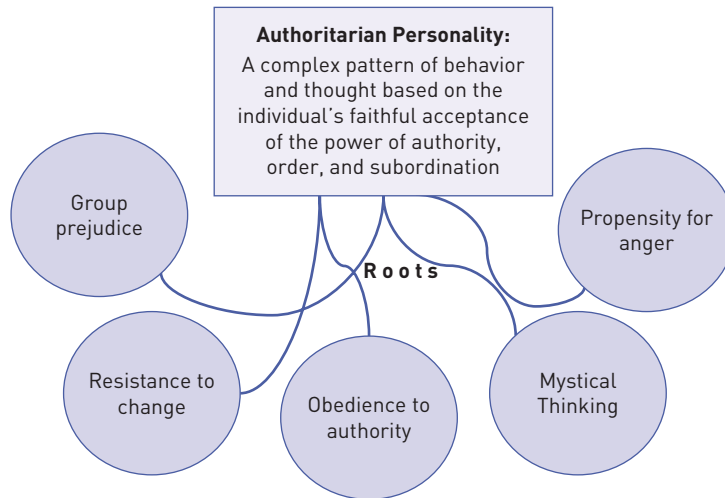 Authoritarian Personality:
A complex pattern of behavior
and thought based on the
individual’s faithful acceptance
of the power of authority,
order, and subordination
Group
prejudice
Propensity for
anger
Roots
Resistance to
change
Obedience to
authority
Mystical
Thinking